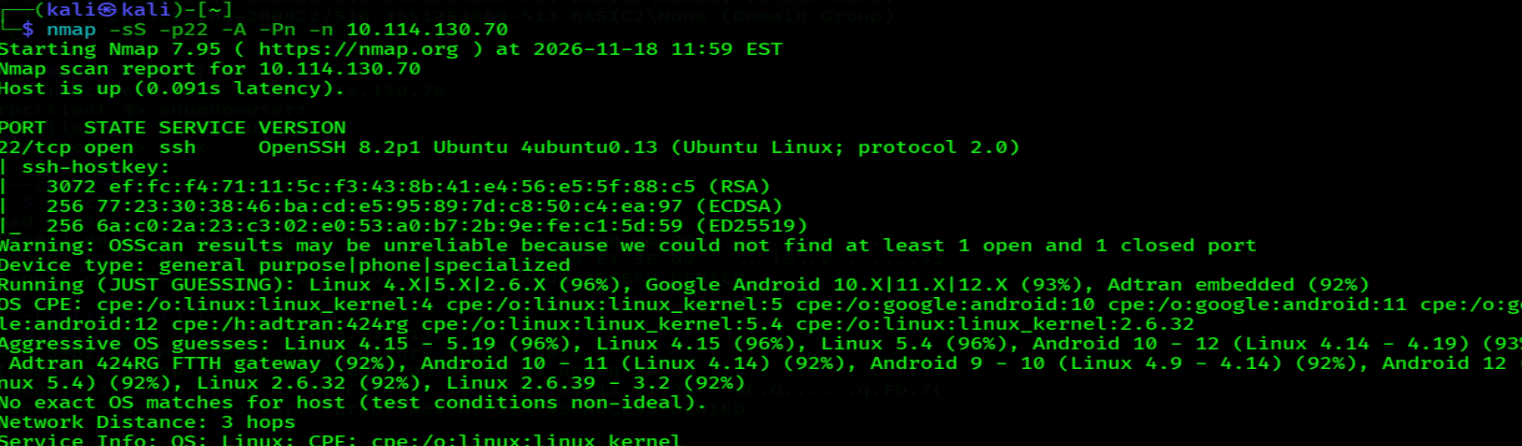 ┌──(kali㉿kali)-[~]
└─$ nmap -sS -p22 -A -Pn -n 10.114.130.70
Starting Nmap 7.95 ( https://nmap.org ) at 2026-11-18 11:59 EST
Nmap scan report for 10.114.130.70
Host is up (0.091s latency).
PORT   STATE SERVICE VERSION
22/tcp open  ssh     OpenSSH 8.2p1 Ubuntu 4ubuntu0.13 (Ubuntu Linux; protocol 2.0)
| ssh-hostkey:
|   3072 ef:fc:f4:71:11:5c:f3:43:8b:41:e4:56:e5:5f:88:c5 (RSA)
|   256 77:23:30:38:46:ba:cd:e5:95:89:7d:c8:50:c4:ea:97 (ECDSA)
|_  256 6a:c0:2a:23:c3:02:e0:53:a0:b7:2b:9e:fe:c1:5d:59 (ED25519)
Warning: OSScan results may be unreliable because we could not find at least 1 open and 1 closed port
Device type: general purpose|phone|specialized
Running (JUST GUESSING): Linux 4.X|5.X|2.6.X (96%), Google Android 10.X|11.X|12.X (93%), Adtran embedded (92%)
OS CPE: cpe:/o:linux:linux_kernel:4 cpe:/o:linux:linux_kernel:5 cpe:/o:google:android:10 cpe:/o:google:android:11 cpe:/o:go
le:android:12 cpe:/h:adtran:424rg cpe:/o:linux:linux_kernel:5.4 cpe:/o:linux:linux_kernel:2.6.32
Aggressive OS guesses: Linux 4.15 - 5.19 (96%), Linux 4.15 (96%), Linux 5.4 (96%), Android 10 - 12 (Linux 4.14 - 4.19) (93%
 Adtran 424RG FTTH gateway (92%), Android 10 - 11 (Linux 4.14) (92%), Android 9 - 10 (Linux 4.9 - 4.14) (92%), Android 12
nux 5.4) (92%), Linux 2.6.32 (92%), Linux 2.6.39 - 3.2 (92%)
No exact OS matches for host (test conditions non-ideal).
Network Distance: 3 hops
Service Info: OS: Linux; CPE: cpe:/o:linux:linux_kernel